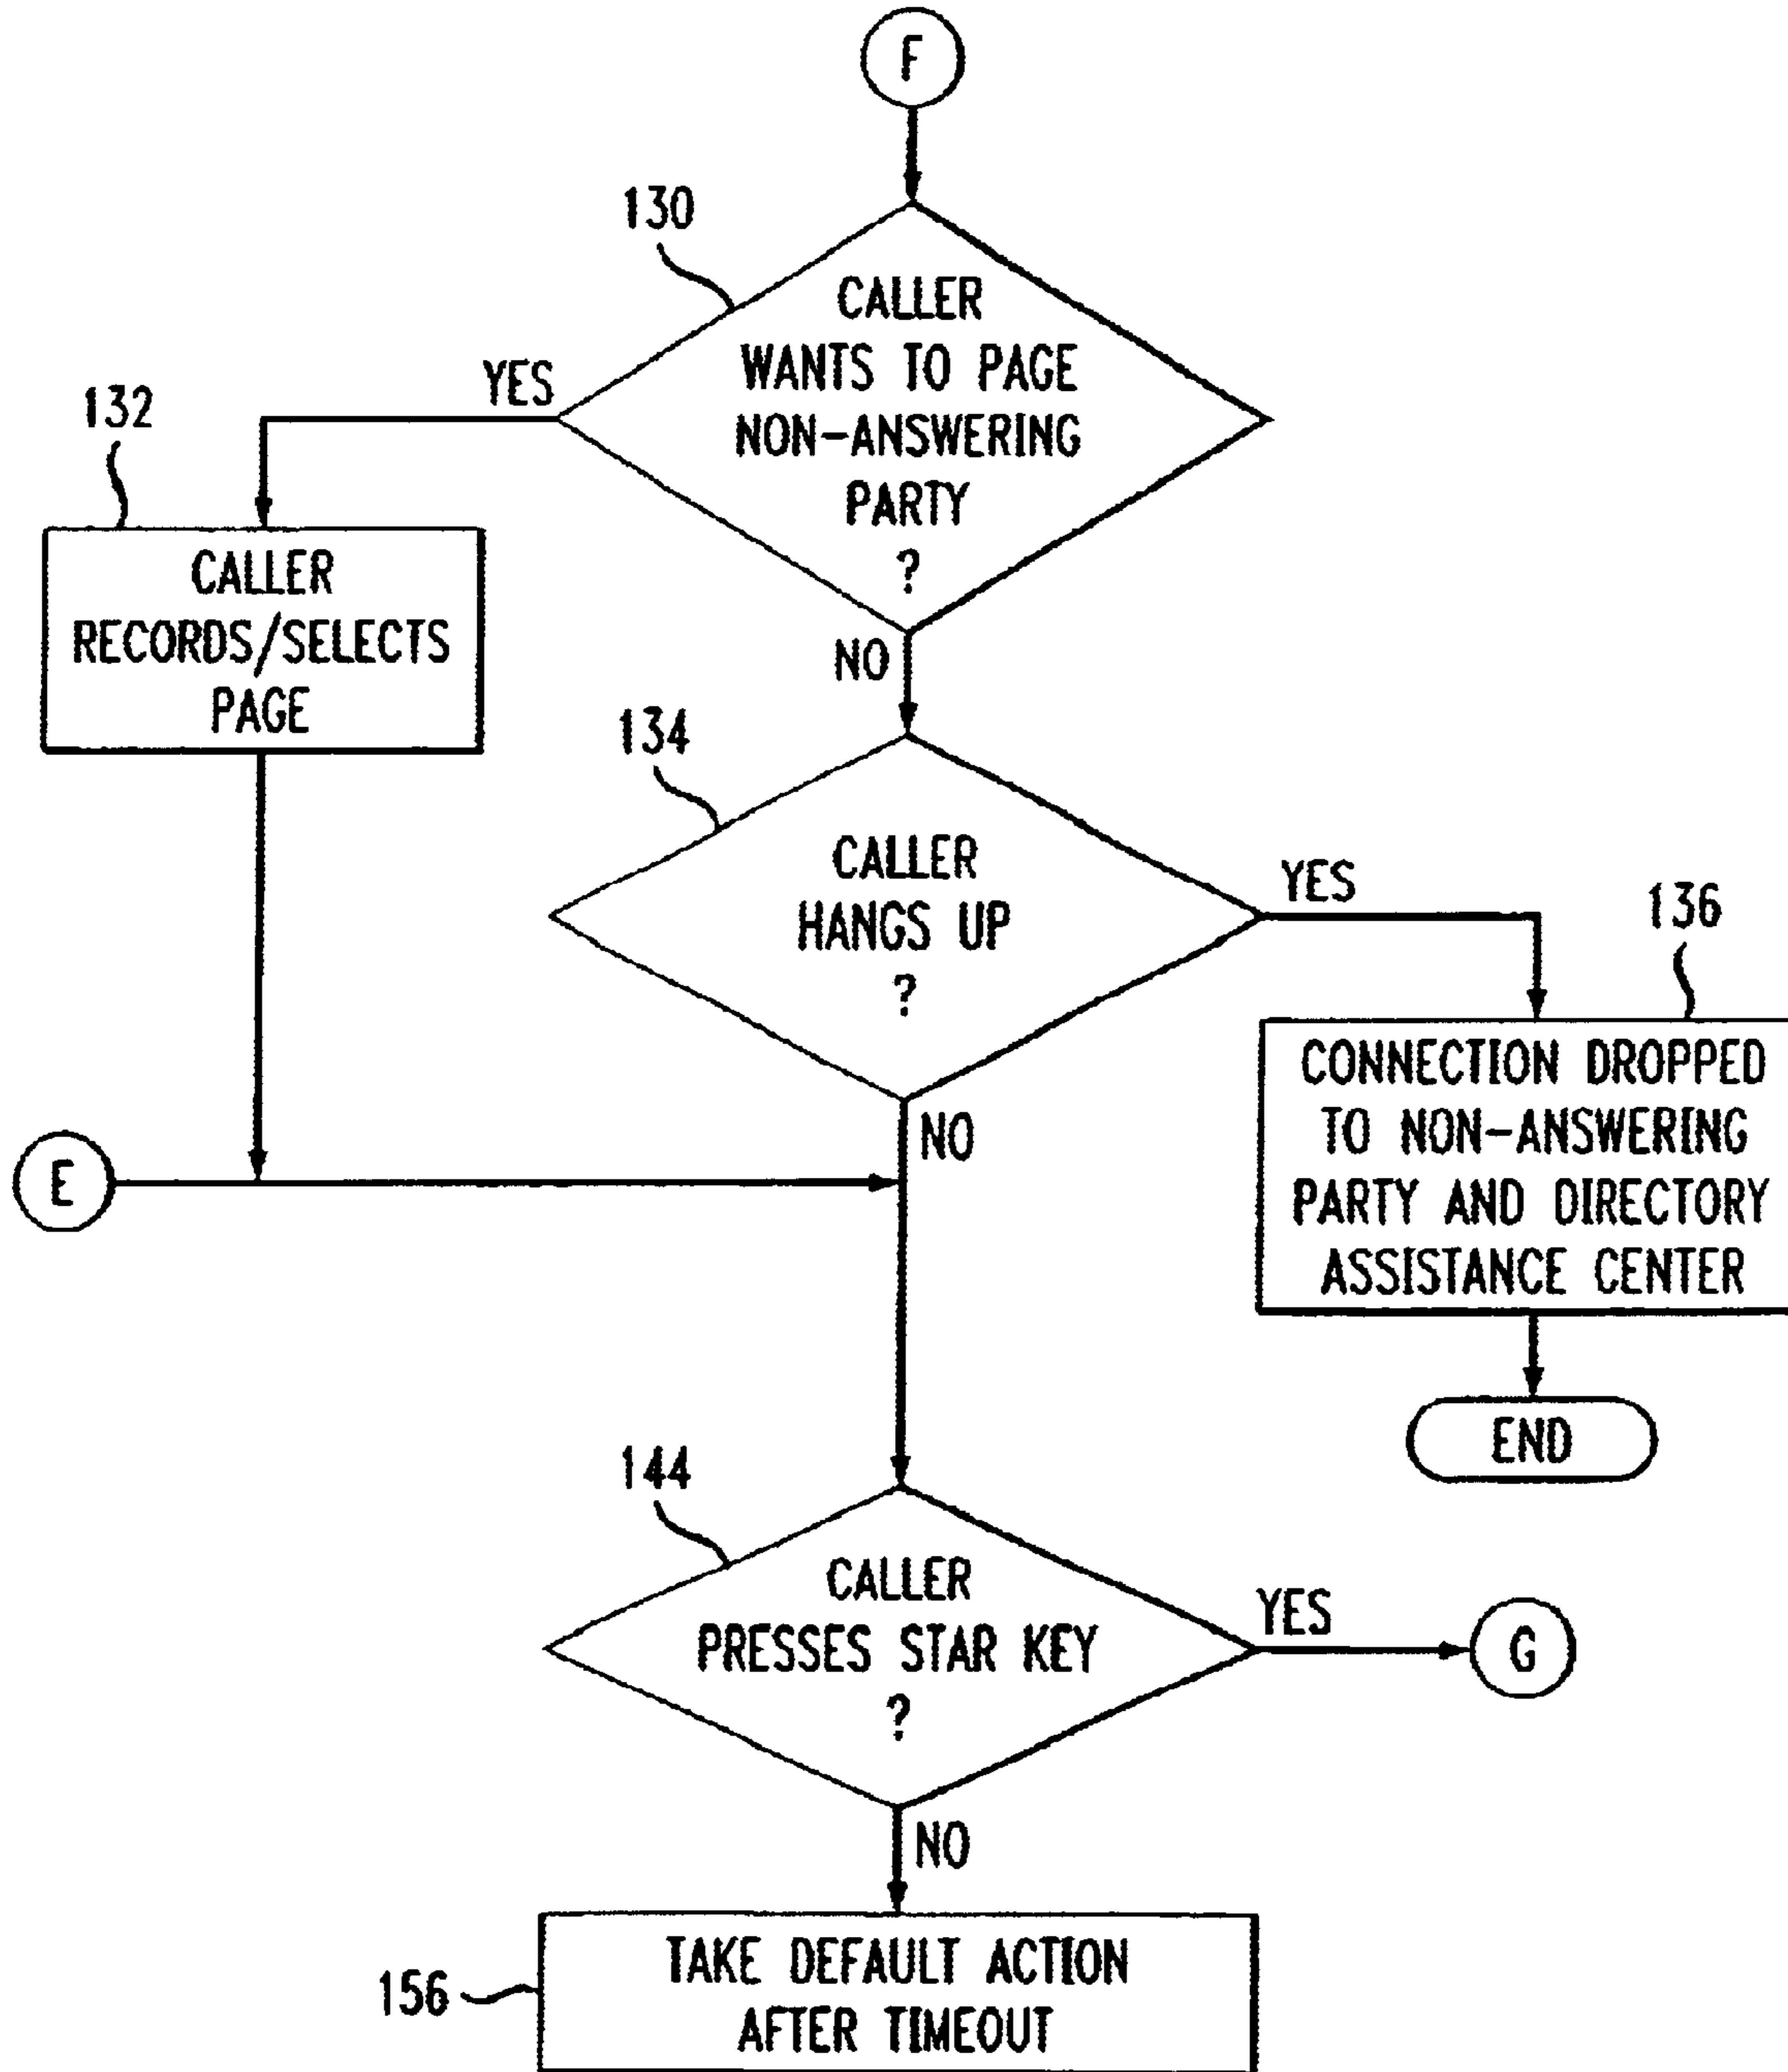 F
130
CALLER
WANTS TO PAGE
NON-ANSWERING
PARTY
?
YES
NO
132
CALLER
RECORDS/SELECTS
PAGE
134
CALLER
HANGS UP
?
YES
NO
136
CONNECTION DROPPED
TO NON-ANSWERING
PARTY AND DIRECTORY
ASSISTANCE CENTER
E
END
144
CALLER
PRESSES STAR KEY
?
YES
G
NO
156
TAKE DEFAULT ACTION
AFTER TIMEOUT